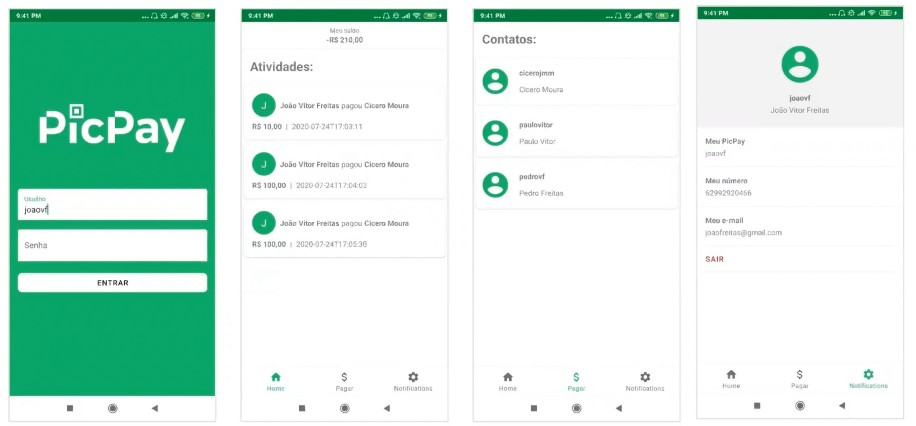 9:41 PM
PicPay
Usuário
joaovf
Senha
ENTRAR
9:41 PM
Meu saldo
-R$ 210,00
Atividades:
J João Vitor Freitas pagou Cicero Moura
R$ 10,00 | 2020-07-24T17:03:11
J João Vitor Freitas pagou Cicero Moura
R$ 100,00 | 2020-07-24T17:04:03
J João Vitor Freitas pagou Cicero Moura
R$ 100,00 | 2020-07-24T17:05:30
Home Pagar Notifications
9:41 PM
Contatos:
cicerojmm
Cicero Moura
paulovitor
Paulo Vitor
pedrovf
Pedro Freitas
Home Pagar Notifications
9:41 PM
joaovf
João Vitor Freitas
Meu PicPay
joaovf
Meu número
62992920466
Meu e-mail
joaofreitas@gmail.com
SAIR
Home Pagar Notifications